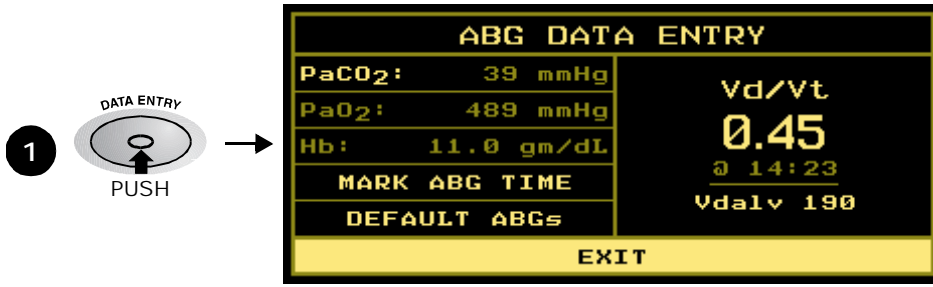 1
DATA ENTRY
PUSH
ABG DATA ENTRY
PaCO2: 39 mmHg
PaO2: 489 mmHg
Hb: 11.0 gm/dL
MARK ABG TIME
DEFAULT ABGs
Vd/Vt
0.45
@ 14:23
Vdalv 190
EXIT